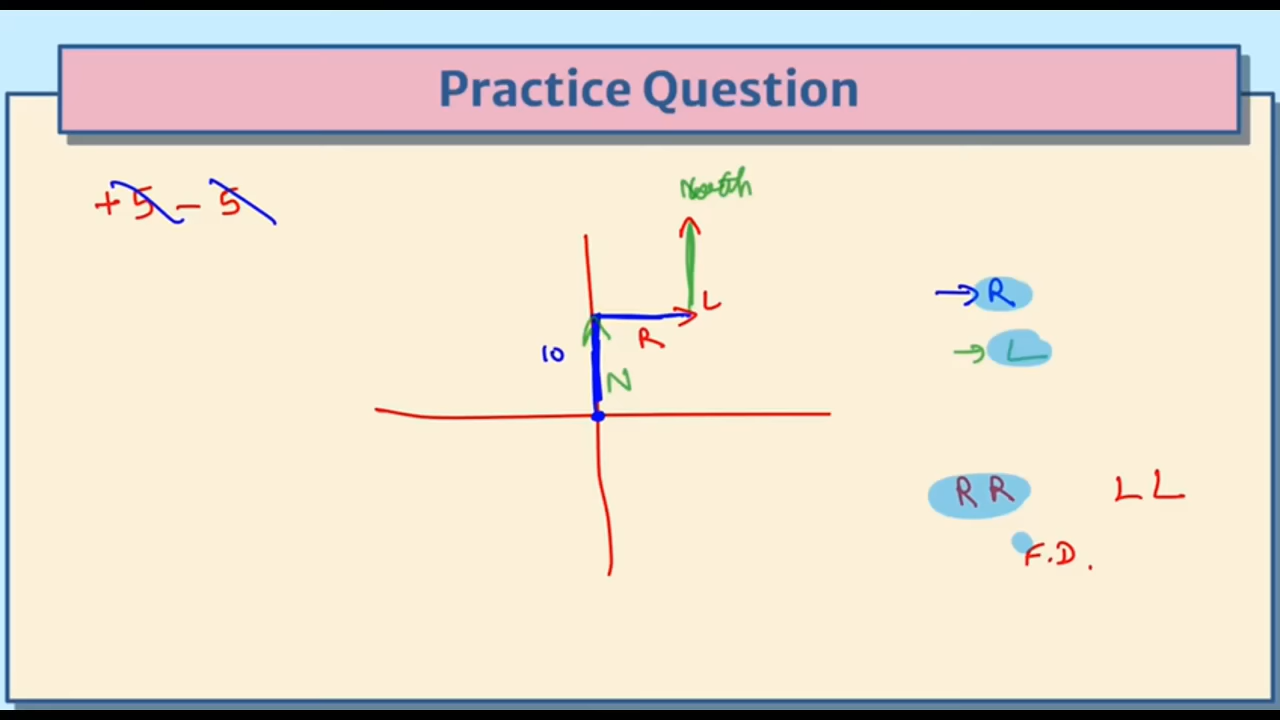 Practice Question
+5 - 5
North
R
L
R
10
L
N
R R
L L
F.D.